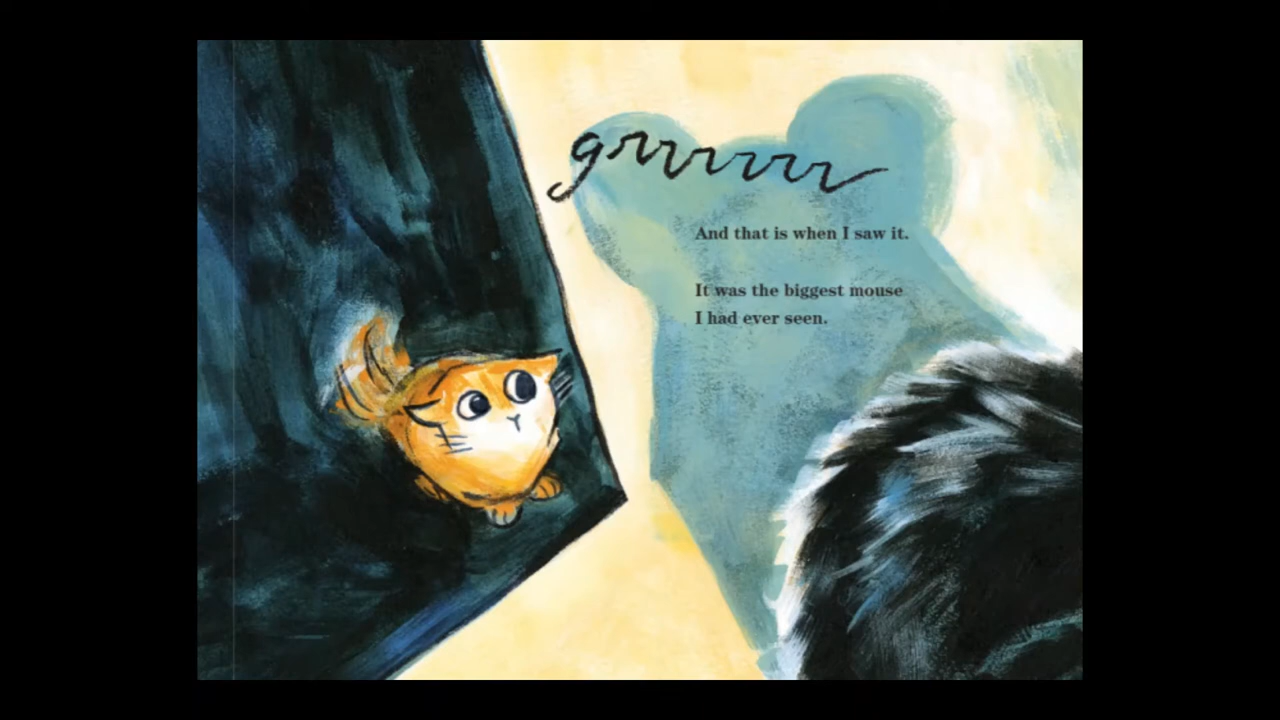 grrrrrr
And that is when I saw it.
It was the biggest mouse
I had ever seen.